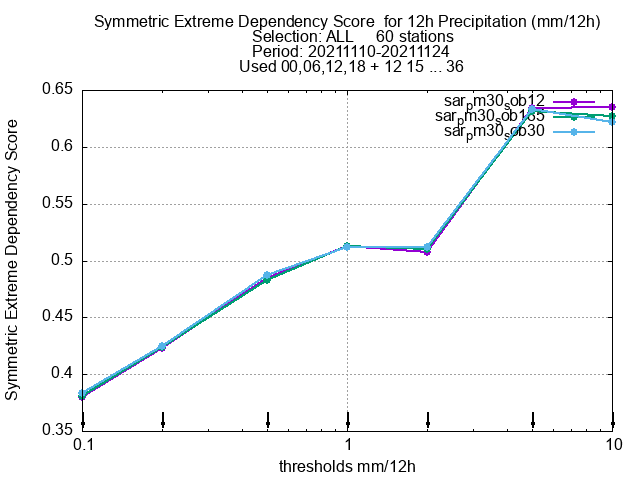 Symmetric Extreme Dependency Score for 12h Precipitation (mm/12h)
Selection: ALL 60 stations
Period: 20211110-20211124
Used 00,06,12,18 + 12 15 ... 36
sarpm30sob12
sarpm30sob185
sarpm30sob30
Symmetric Extreme Dependency Score
0.65
0.6
0.55
0.5
0.45
0.4
0.35
0.1 1 10
thresholds mm/12h